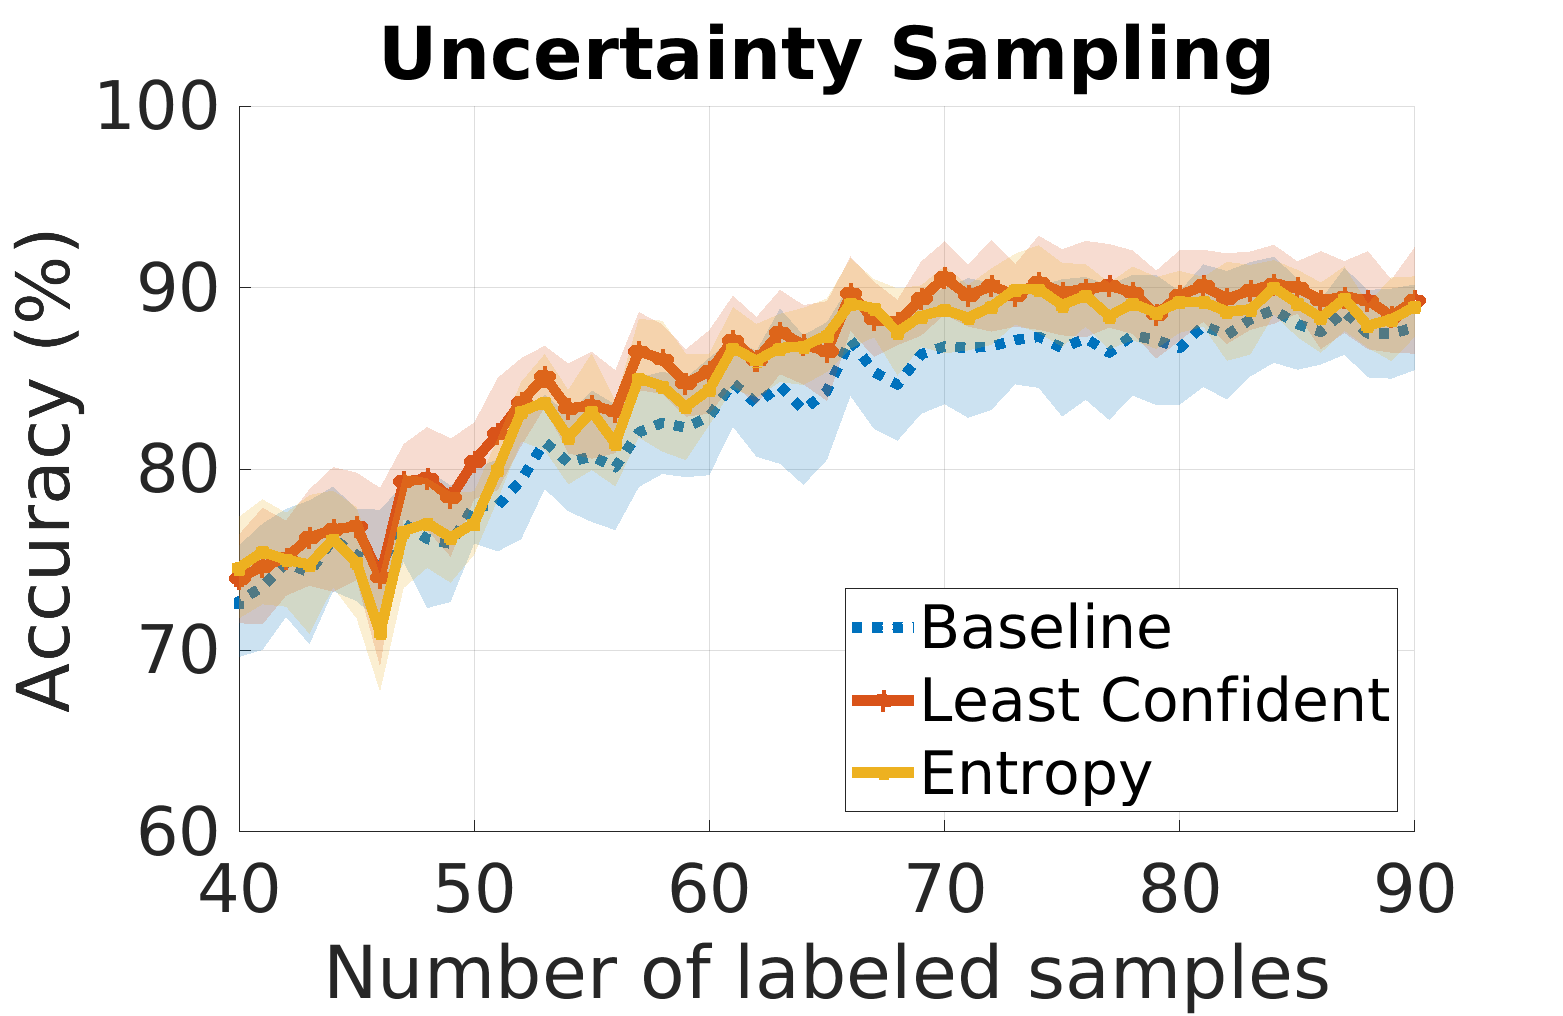 Uncertainty Sampling
100
90
80
70
60
Accuracy (%)
40 50 60 70 80 90
Number of labeled samples
Baseline
Least Confident
Entropy